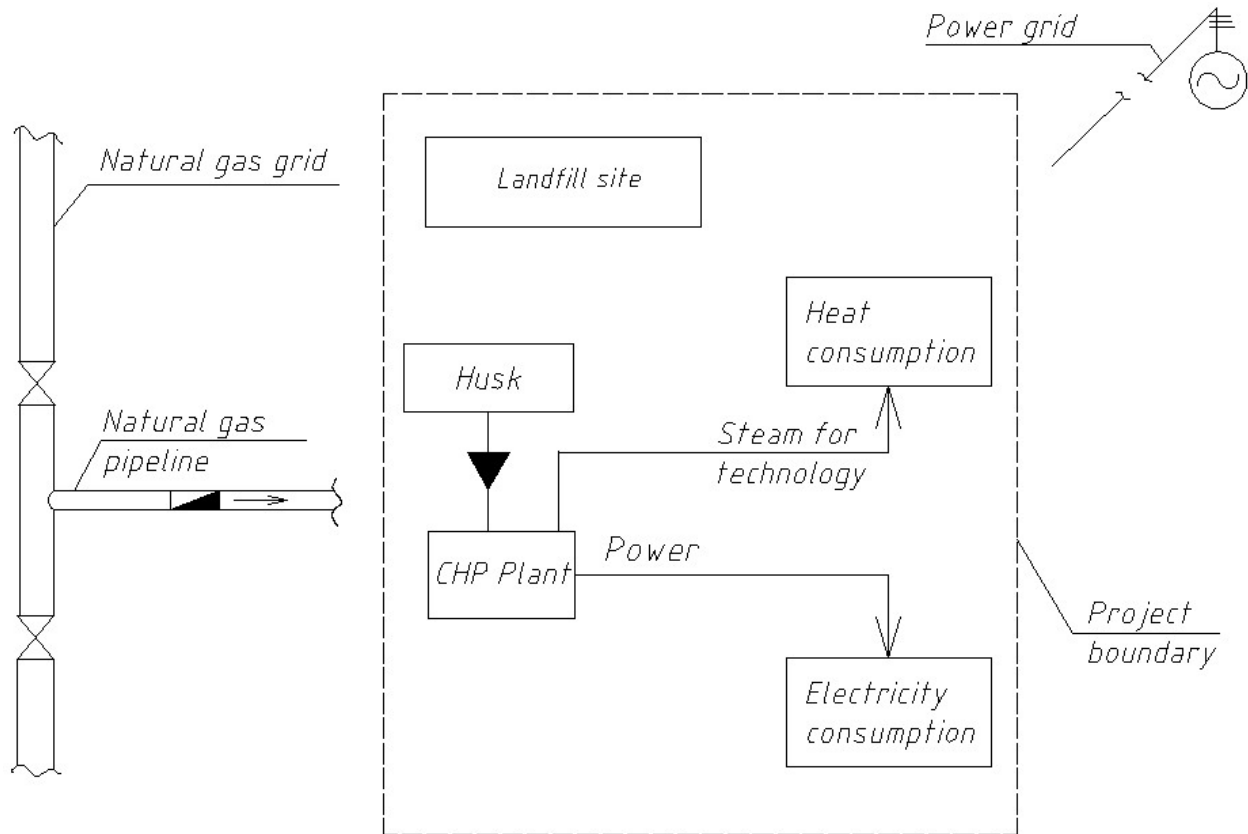 Power grid
Natural gas grid
Landfill site
Heat
consumption
Husk
Natural gas
pipeline
Steam for
technology
CHP Plant
Power
Project
boundary
Electricity
consumption